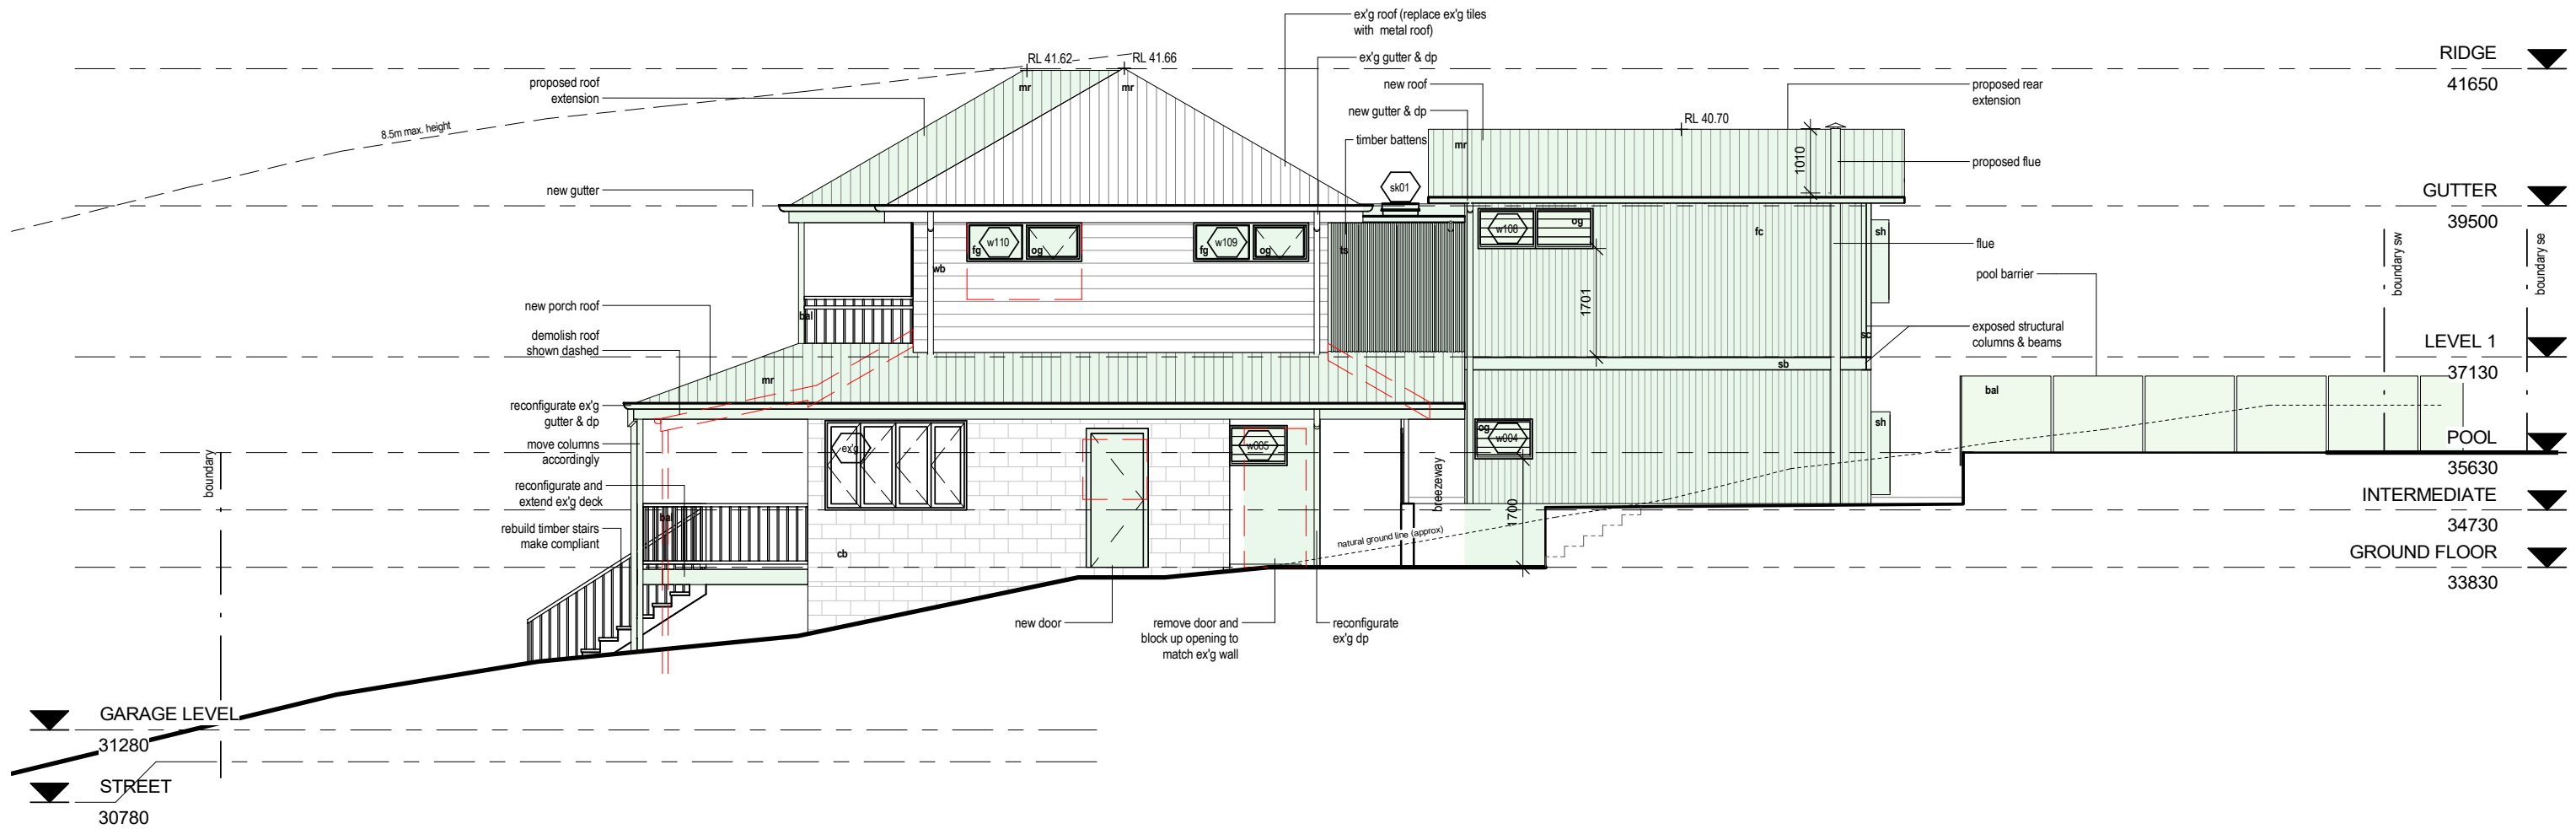 ex'g roof (replace ex'g tiles
with metal roof)
RL 41.62
RL 41.66
ex'g gutter & dp
RIDGE
41650
proposed roof
extension
mr
mr
new roof
proposed rear
extension
new gutter & dp
RL 40.70
8.5m max. height
timber battens
mr
1010
proposed flue
new gutter
sk01
GUTTER
39500
w110
fg
og
w109
fg
og
ts
w108
og
fc
sh
flue
wb
pool barrier
boundary sw
boundary se
new porch roof
bal
1701
demolish roof
shown dashed
sc
exposed structural
columns & beams
LEVEL 1
37130
sb
mr
bal
reconfigurate ex'g
gutter & dp
move columns
accordingly
ex'g
w005
og
w004
sh
POOL
35630
boundary
breezeway
reconfigurate and
extend ex'g deck
INTERMEDIATE
34730
bal
rebuild timber stairs
make compliant
1700
natural ground line (approx)
cb
GROUND FLOOR
33830
new door
remove door and
block up opening to
match ex'g wall
reconfigurate
ex'g dp
GARAGE LEVEL
31280
STREET
30780